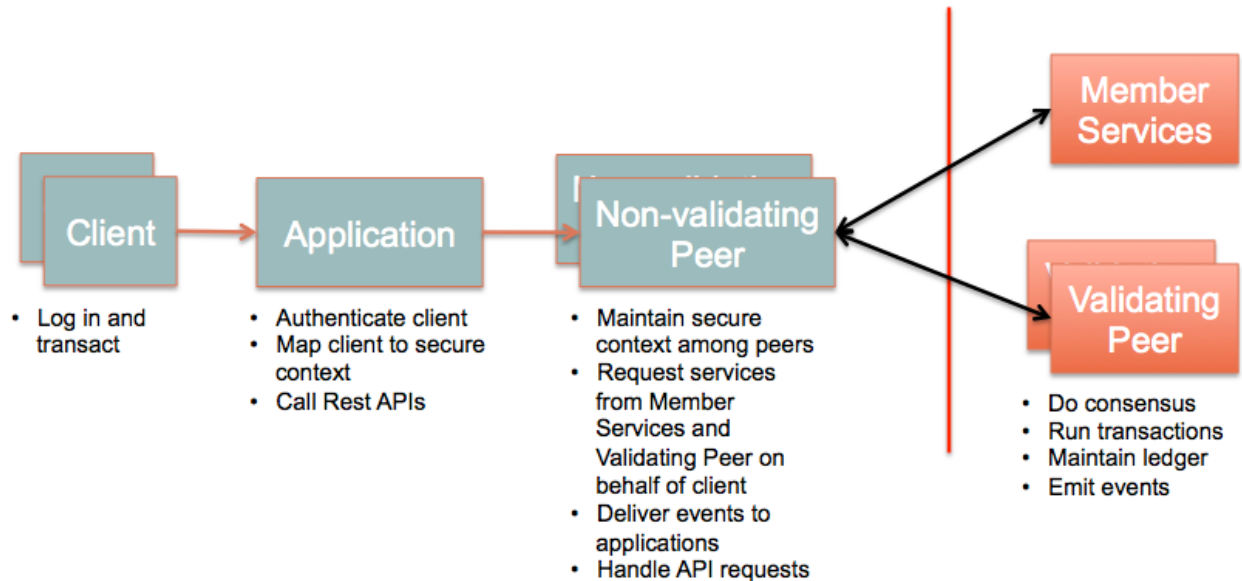 Member
Services
Client
Application
Non-validating
Peer
Validating
Peer
• Log in and
transact
• Authenticate client
• Map client to secure
context
• Call Rest APIs
• Maintain secure
context among peers
• Request services
from Member
Services and
Validating Peer on
behalf of client
• Deliver events to
applications
• Handle API requests
• Do consensus
• Run transactions
• Maintain ledger
• Emit events